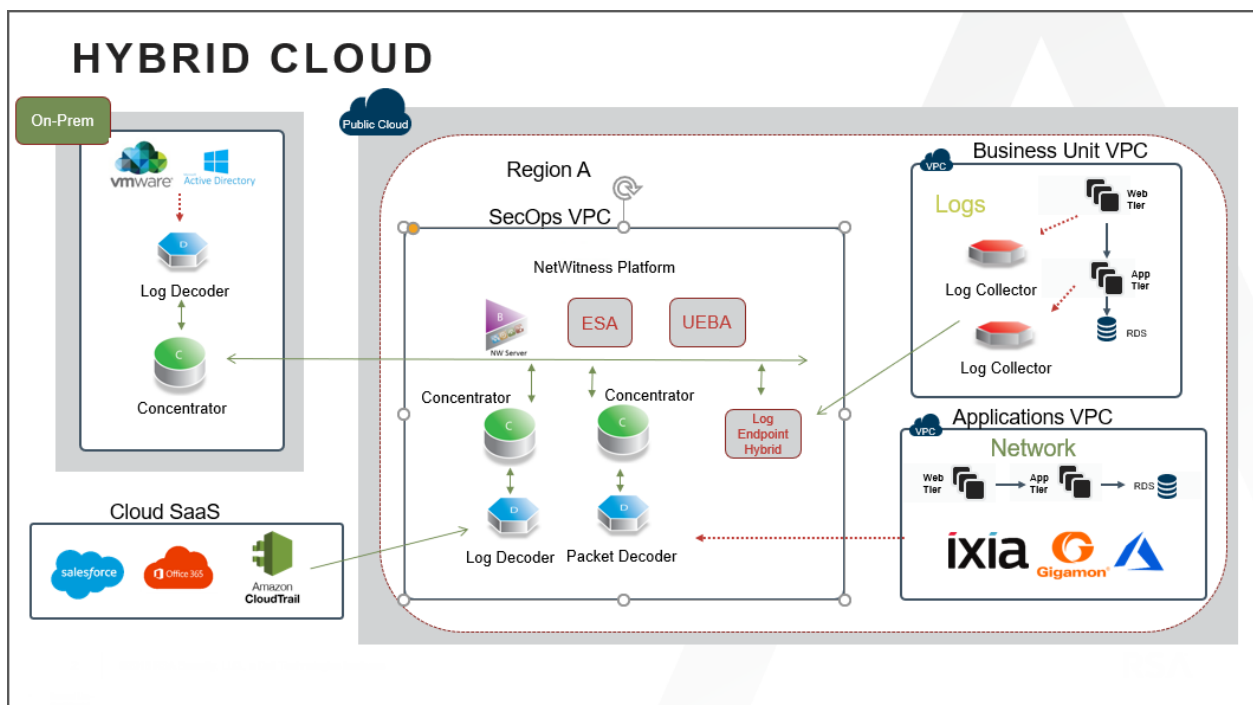 HYBRID CLOUD
On-Prem
vmware
Active Directory
D
Log Decoder
C
Concentrator
Cloud SaaS
salesforce
Office 365
Amazon
CloudTrail
Public Cloud
Region A
SecOps VPC
NetWitness Platform
B
NW Server
ESA
UEBA
Concentrator
C
D
Log Decoder
Concentrator
C
D
Packet Decoder
Log
Endpoint
Hybrid
Business Unit VPC
VPC
Logs
Web
Tier
Log Collector
App
Tier
RDS
Log Collector
Applications VPC
VPC
Network
Web
Tier
App
Tier
RDS
ixia
Gigamon